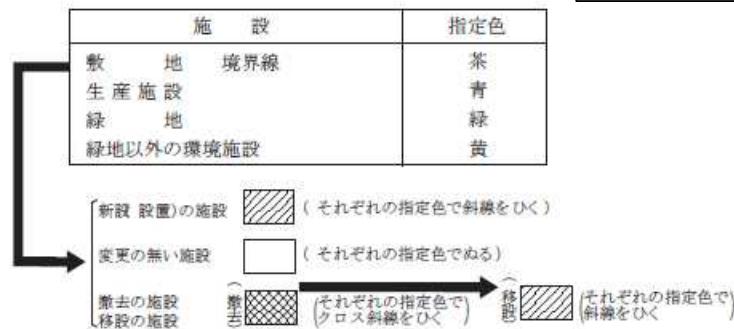 施　設　指定色
敷　地　境界線　茶
生産施設　青
緑　地　緑
緑地以外の環境施設　黄
新設 設置)の施設　( それぞれの指定色で斜線をひく )
変更の無い施設　( それぞれの指定色でぬる )
撤去の施設
移設の施設
(撤去)
(それぞれの指定色で
クロス斜線をひく )
(移設)
(それぞれの指定色で)
斜線をひく